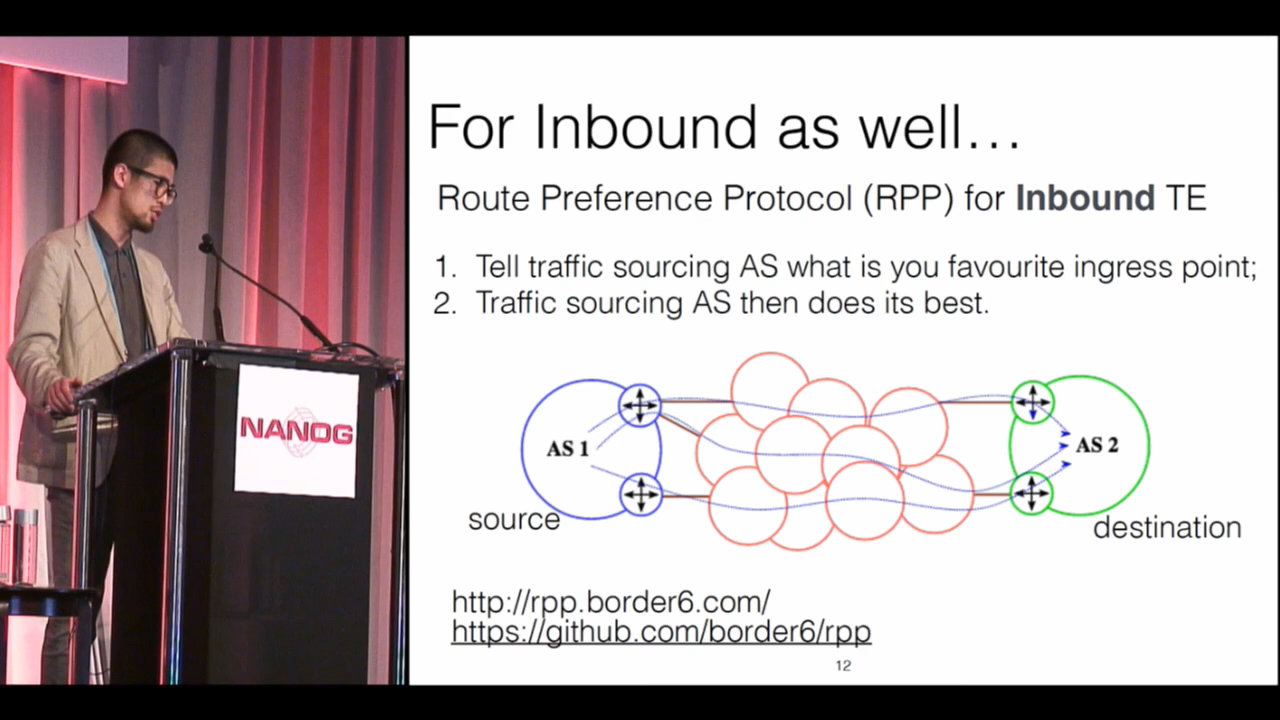 NANOG
For Inbound as well…
Route Preference Protocol (RPP) for Inbound TE
1. Tell traffic sourcing AS what is you favourite ingress point;
2. Traffic sourcing AS then does its best.
AS 1
AS 2
source
destination
http://rpp.border6.com/
https://github.com/border6/rpp
12